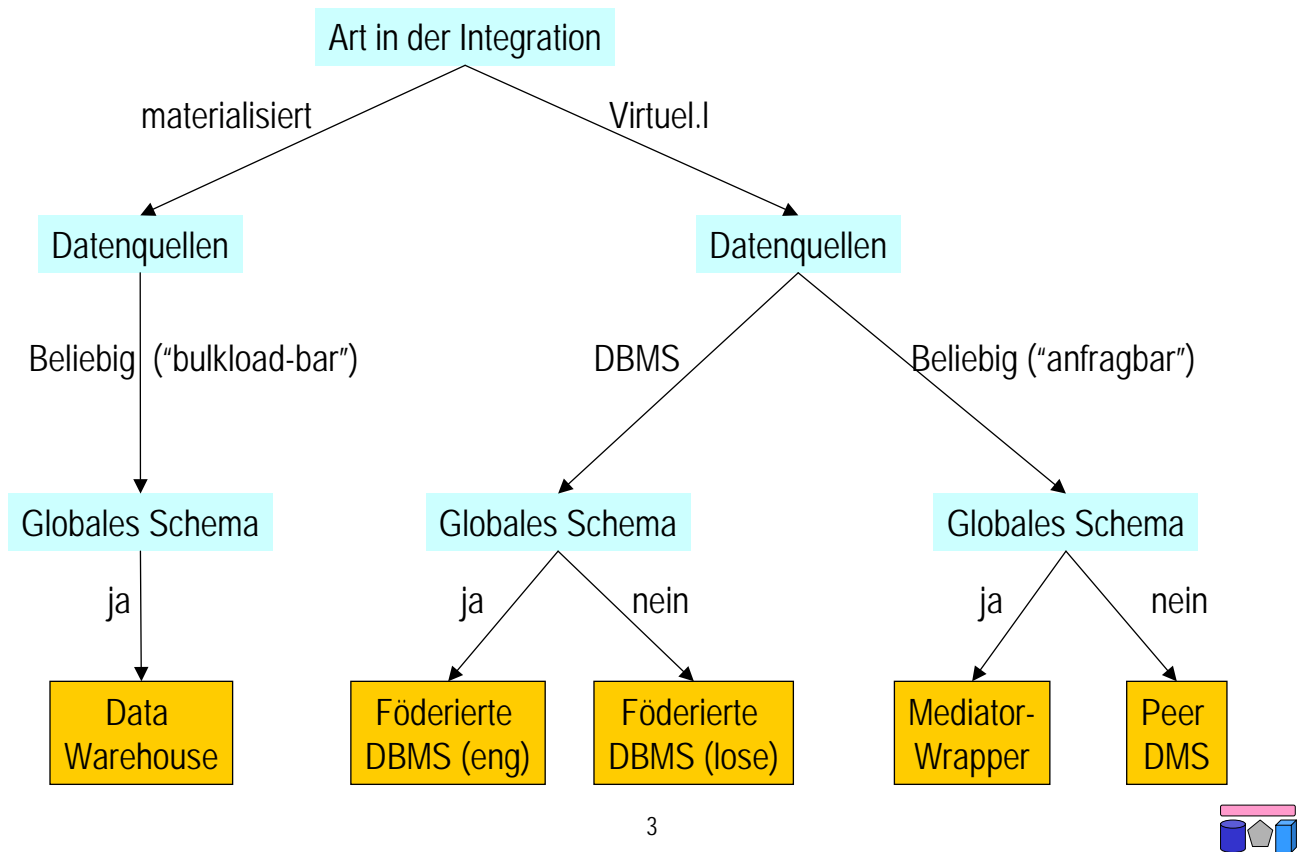 Art in der Integration
materialisiert
Virtuel.l
Datenquellen
Datenquellen
Beliebig ("bulkload-bar")
DBMS
Beliebig ("anfragbar")
Globales Schema
Globales Schema
Globales Schema
ja
ja
nein
ja
nein
Data
Warehouse
Föderierte
DBMS (eng)
Föderierte
DBMS (lose)
Mediator-
Wrapper
Peer
DMS
3